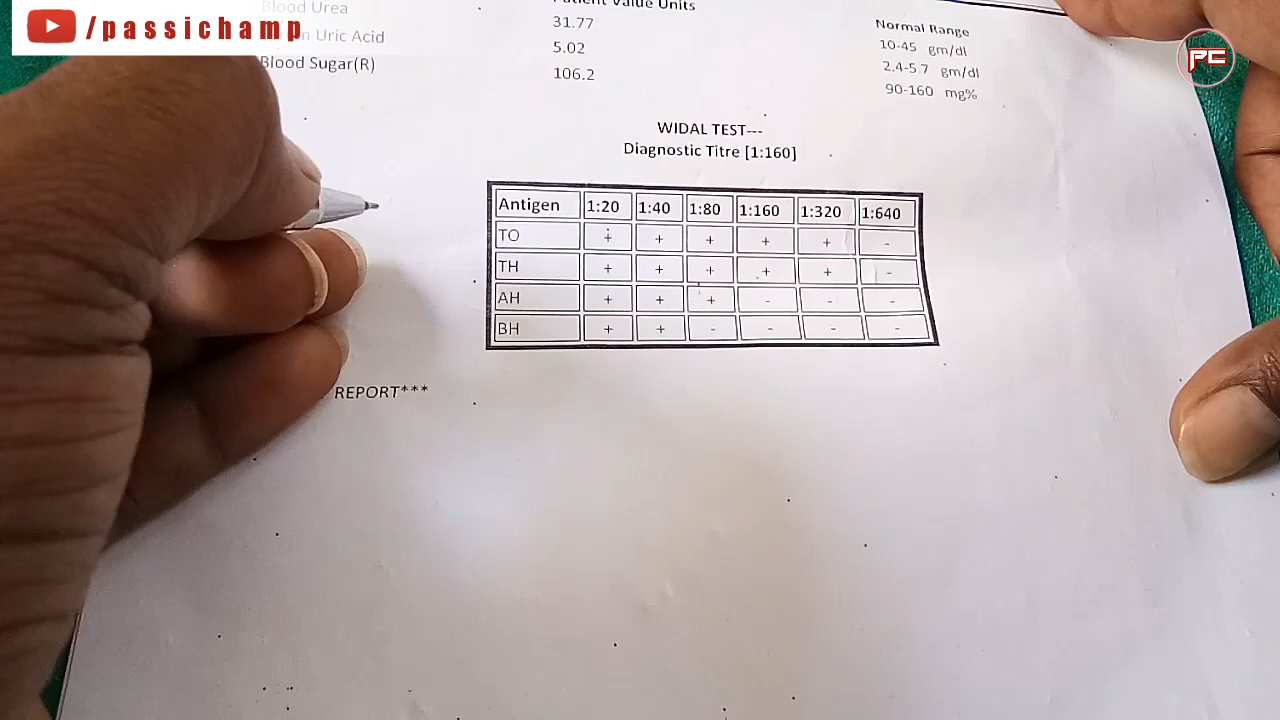 /passichamp
PC
Blood Urea 31.77 10-45 gm/dl
Uric Acid 5.02 2.4-5.7 gm/dl
Blood Sugar(R) 106.2 90-160 mg%
Value Units
Normal Range
WIDAL TEST---
Diagnostic Titre [1:160]
Antigen 1:20 1:40 1:80 1:160 1:320 1:640
TO + + + + + -
TH + + + + + -
AH + + + - - -
BH + + - - - -
REPORT***